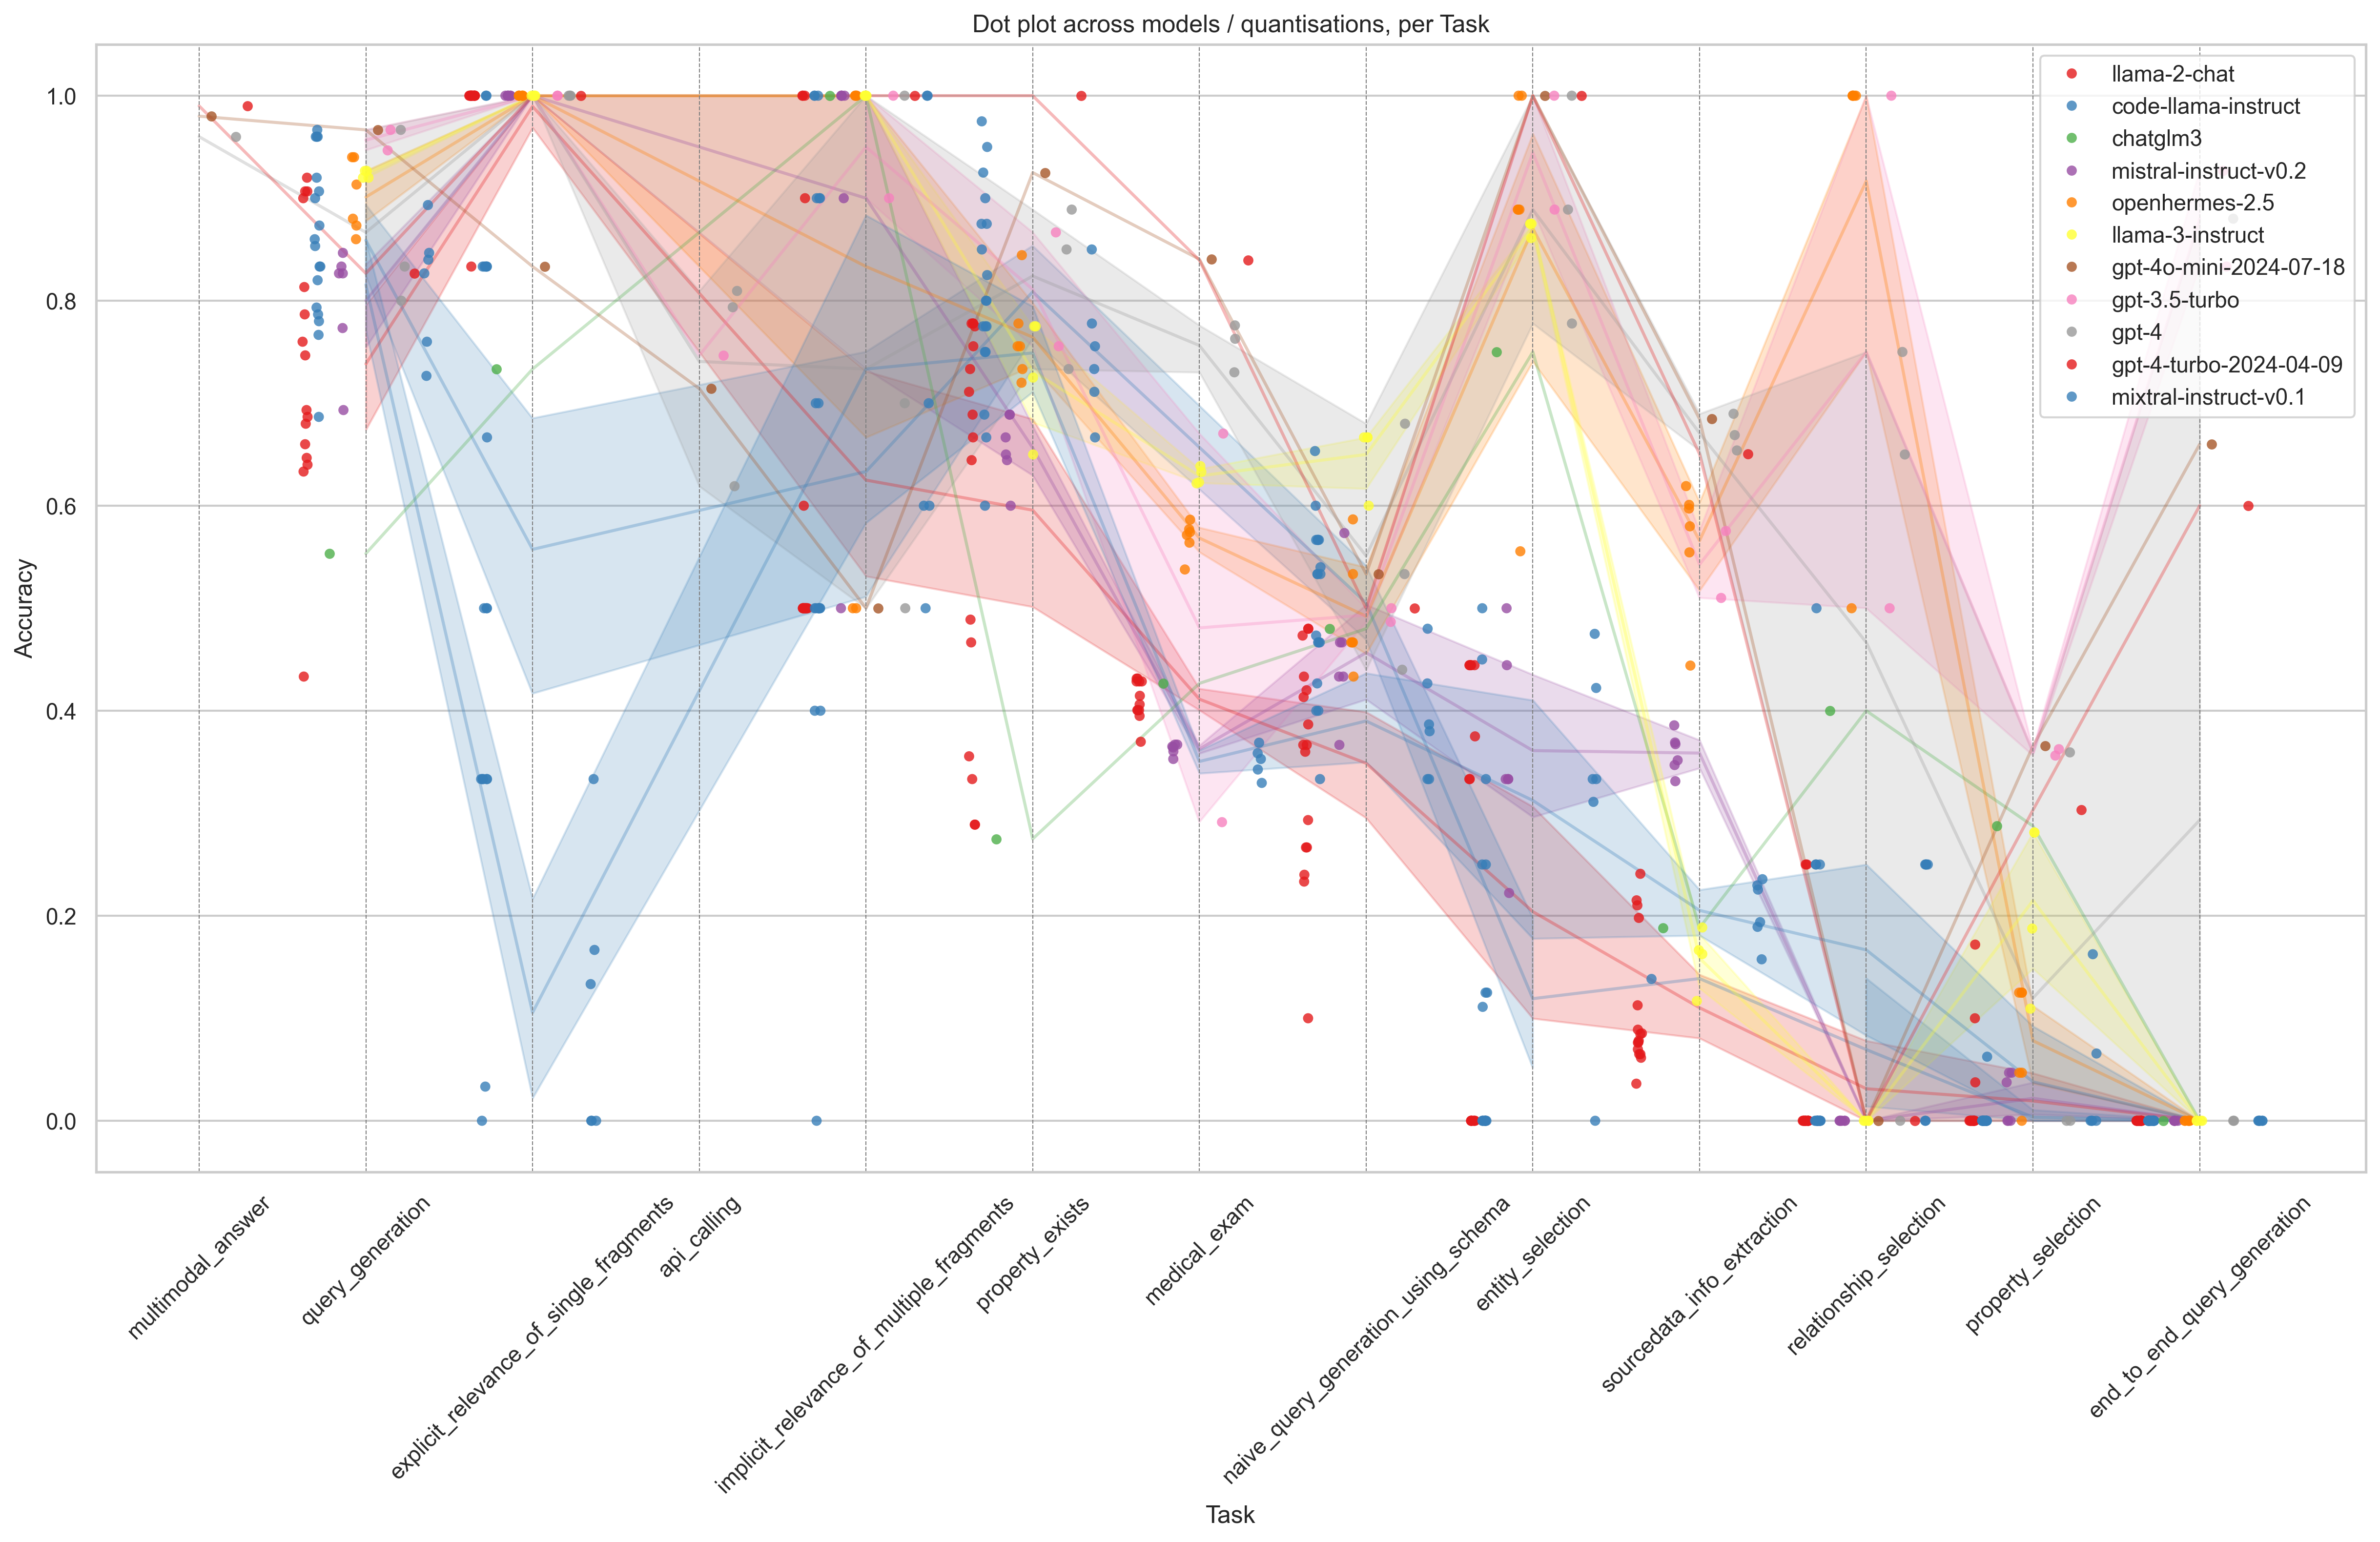 Dot plot across models / quantisations, per Task
Accuracy
1.0
0.8
0.6
0.4
0.2
0.0
llama-2-chat
code-llama-instruct
chatglm3
mistral-instruct-v0.2
openhermes-2.5
llama-3-instruct
gpt-4o-mini-2024-07-18
gpt-3.5-turbo
gpt-4
gpt-4-turbo-2024-04-09
mixtral-instruct-v0.1
multimodal_answer
query_generation
explicit_relevance_of_single_fragments
api_calling
implicit_relevance_of_multiple_fragments
property_exists
medical_exam
naive_query_generation_using_schema
entity_selection
sourcedata_info_extraction
relationship_selection
property_selection
end_to_end_query_generation
Task